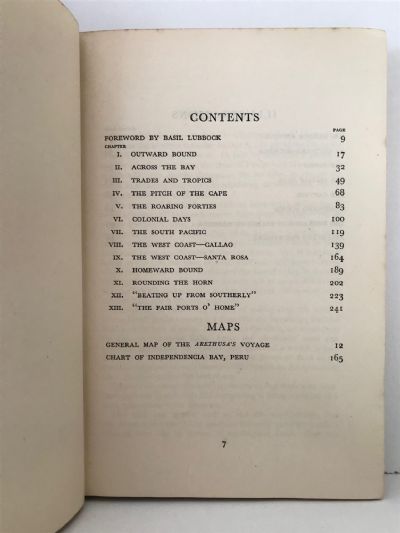 CONTENTS
PAGE
FOREWORD BY BASIL LUBBOCK 9
CHAPTER
I. OUTWARD BOUND 17
II. ACROSS THE BAY 32
III. TRADES AND TROPICS 49
IV. THE PITCH OF THE CAPE 68
V. THE ROARING FORTIES 83
VI. COLONIAL DAYS 100
VII. THE SOUTH PACIFIC 119
VIII. THE WEST COAST—CALLAO 139
IX. THE WEST COAST—SANTA ROSA 164
X. HOMEWARD BOUND 189
XI. ROUNDING THE HORN 202
XII. "BEATING UP FROM SOUTHERLY" 223
XIII. "THE FAIR PORTS O' HOME" 241
MAPS
GENERAL MAP OF THE ARETHUSA'S VOYAGE 12
CHART OF INDEPENDENCIA BAY, PERU 165
7